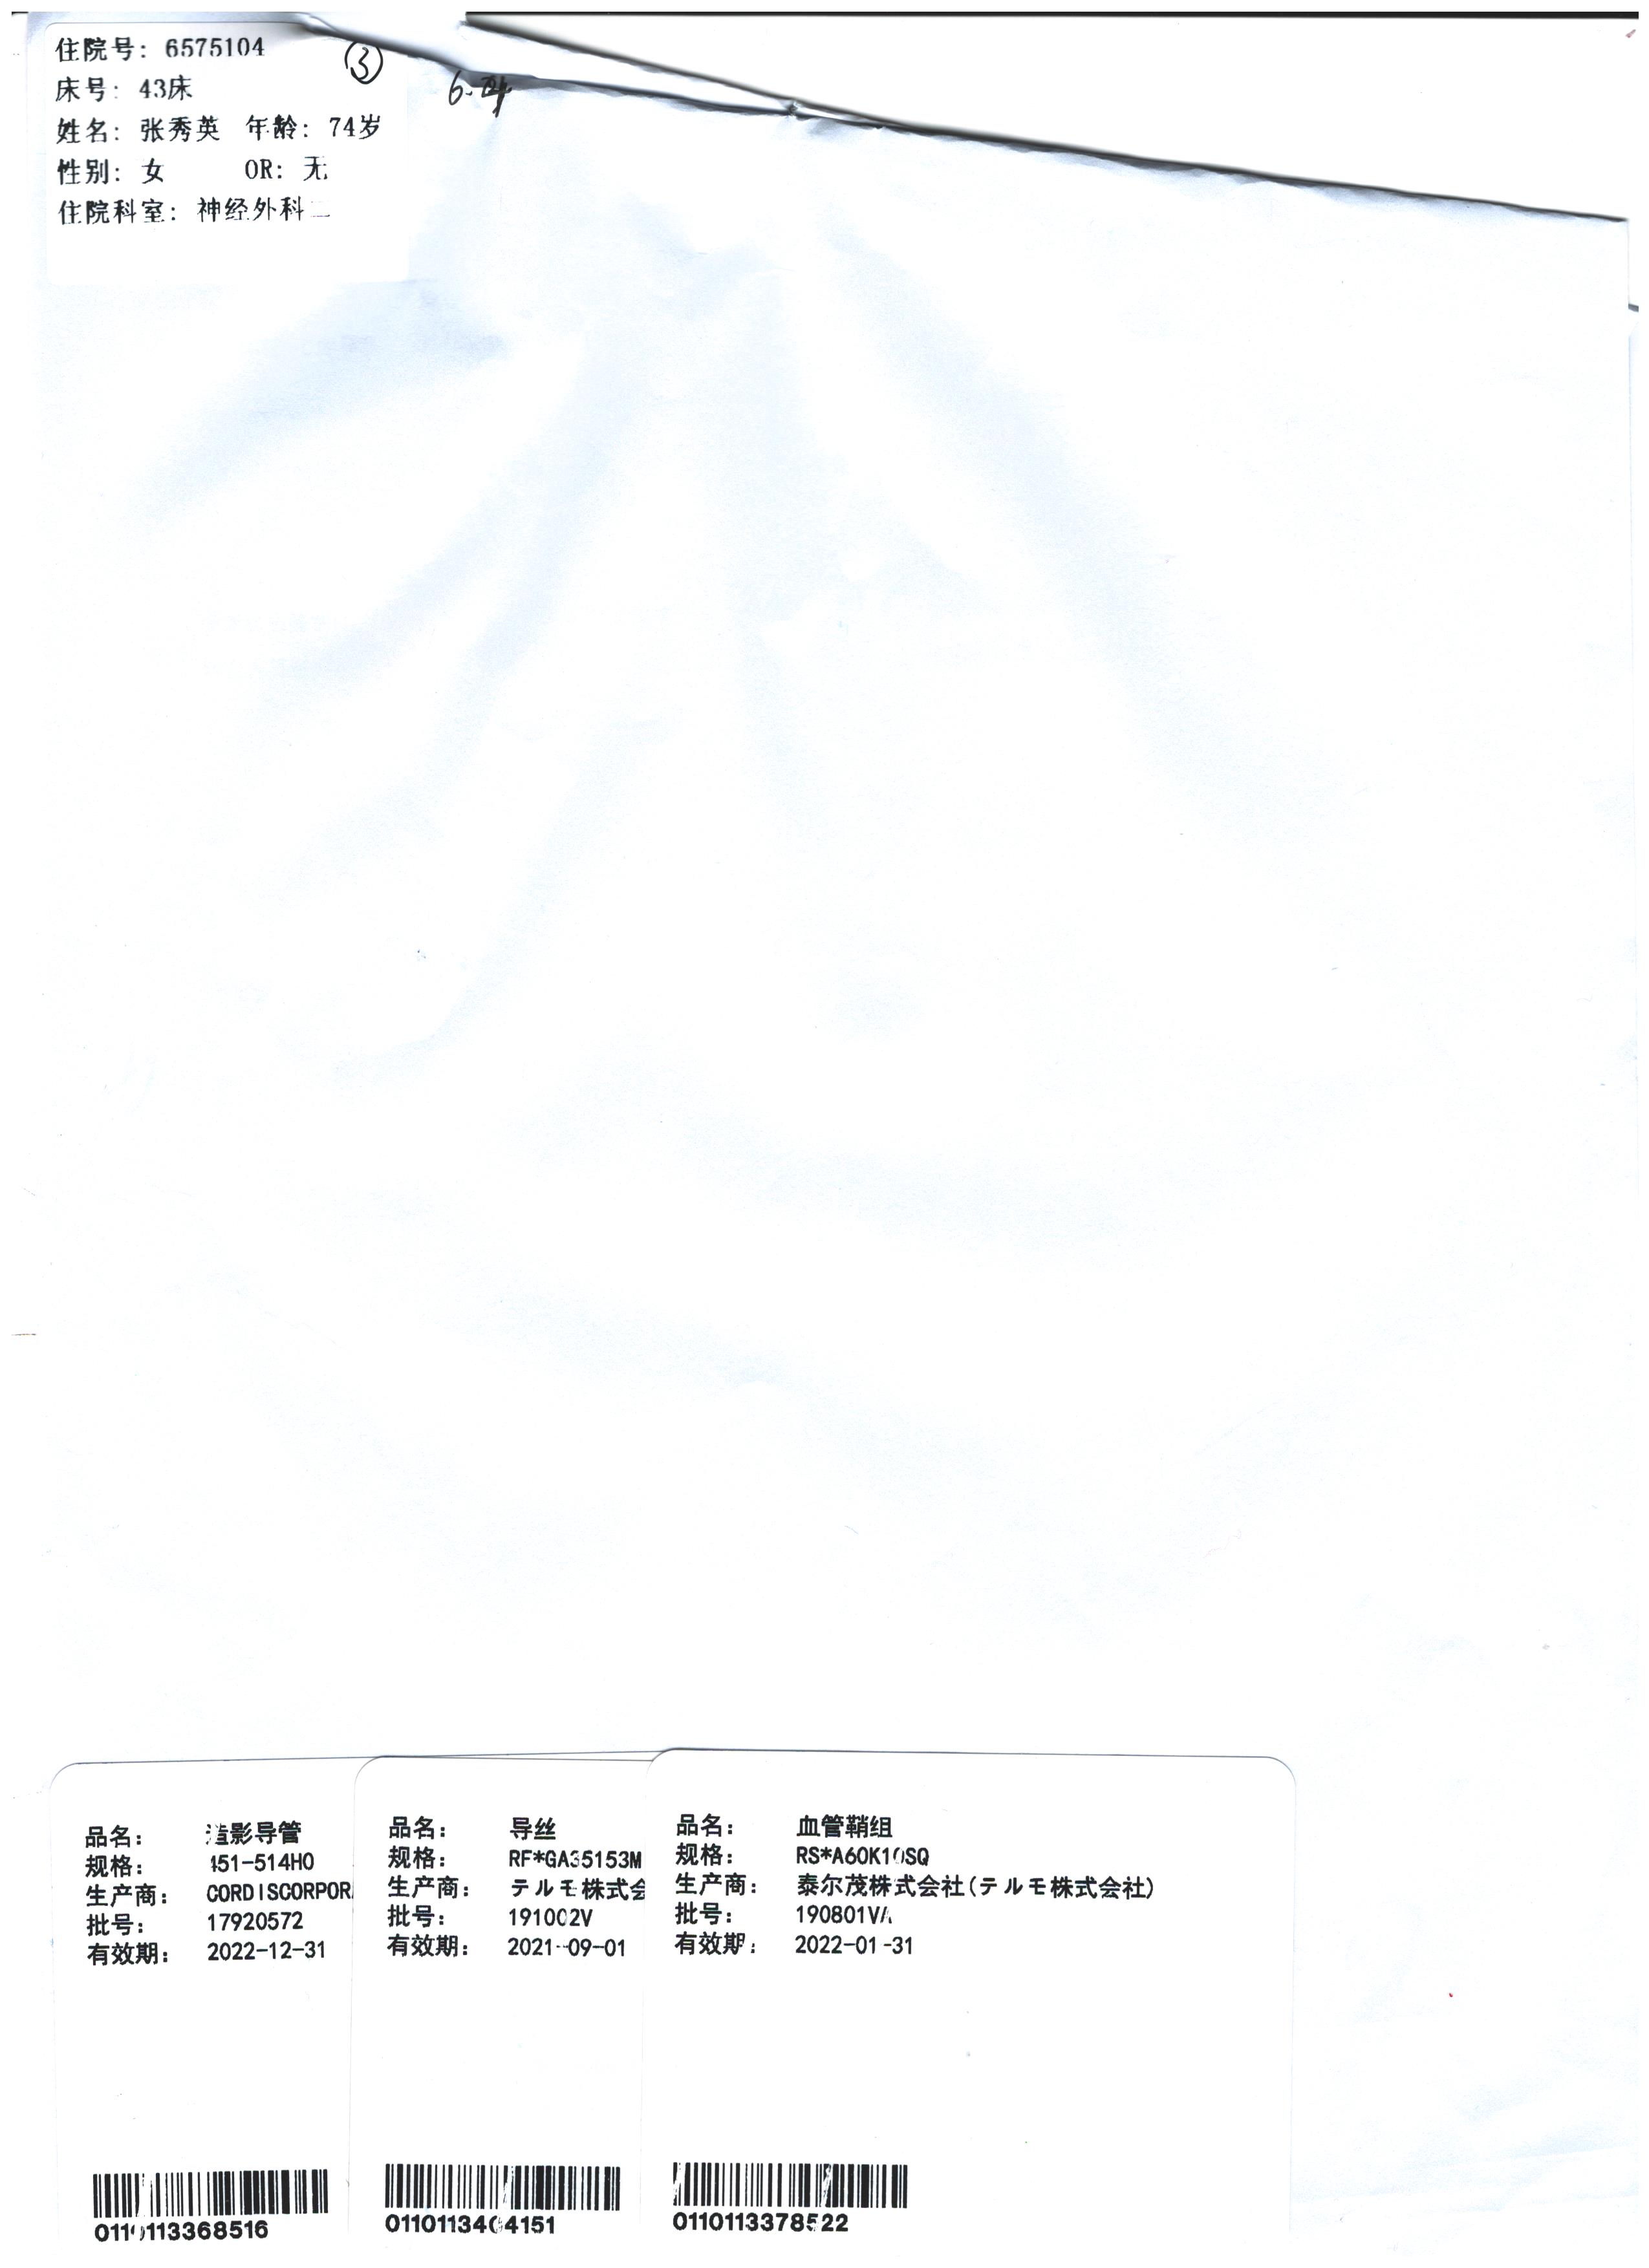 住院号: 6575104
③
床号: 43床
姓名: 张秀英 年龄: 74岁
性别: 女 OR: 无
住院科室: 神经外科二
品名: 造影导管
规格: 451-514H0
生产商: CORDISCORPOR
批号: 17920572
有效期: 2022-12-31
0110113368516
品名: 导丝
规格: RF*GA35153M
生产商: テルモ株式会
批号: 191002V
有效期: 2021-09-01
0110113404151
品名: 血管鞘组
规格: RS*A60K10SQ
生产商: 泰尔茂株式会社(テルモ株式会社)
批号: 190801VA
有效期: 2022-01-31
0110113378522